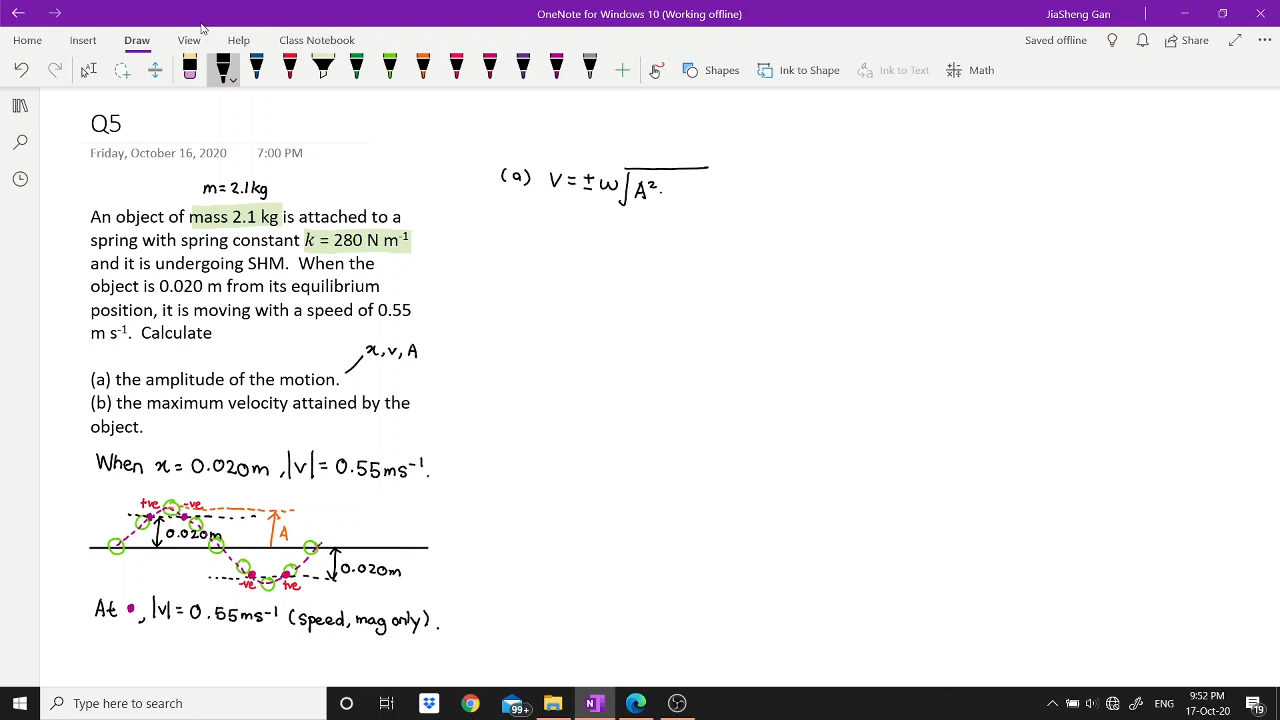 OneNote for Windows 10 (Working offline)
JiaSheng Gan
Home Insert Draw View Help Class Notebook
Saved offline
Share
Shapes
Ink to Shape
Ink to Text
Math
Q5
Friday, October 16, 2020 7:00 PM
m = 2.1kg
An object of mass 2.1 kg is attached to a
spring with spring constant k = 280 N m⁻¹
and it is undergoing SHM. When the
object is 0.020 m from its equilibrium
position, it is moving with a speed of 0.55
m s⁻¹. Calculate
x, v, A
(a) the amplitude of the motion.
(b) the maximum velocity attained by the
object.
When x = 0.020m, |v| = 0.55ms⁻¹.
+ve -ve
0.020m
A
0.020m
-ve +ve
At •, |v| = 0.55ms⁻¹ (speed, mag only).
(a) V = ± ω√A².
Type here to search
99+
ENG
9:52 PM
17-Oct-20
19